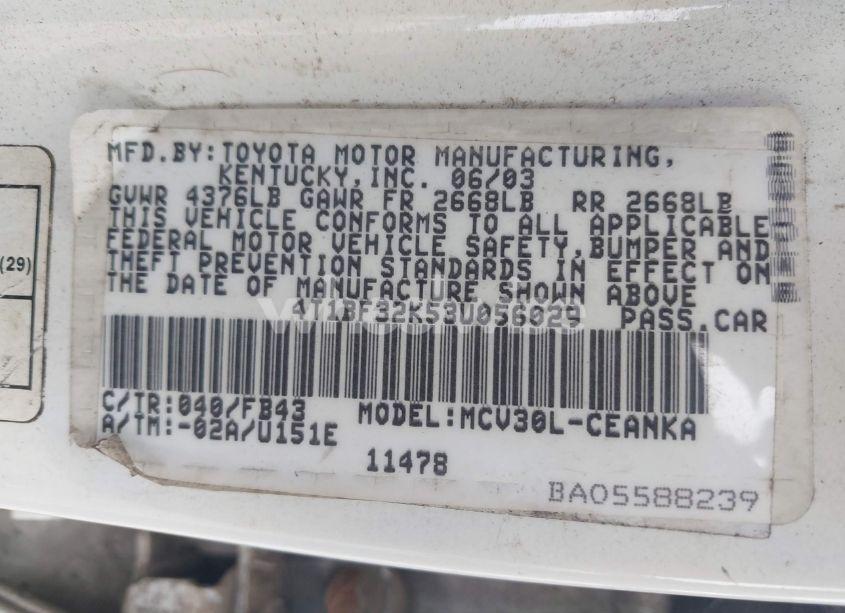 MFD.BY:TOYOTA MOTOR MANUFACTURING,
KENTUCKY,INC. 06/03
GVWR 4376LB GAWR FR 2668LB RR 2668LB
THIS VEHICLE CONFORMS TO ALL APPLICABLE
FEDERAL MOTOR VEHICLE SAFETY,BUMPER AND
THEFT PREVENTION STANDARDS IN EFFECT ON
THE DATE OF MANUFACTURE SHOWN ABOVE
4T1BF32K53U056029 PASS.CAR
C/TR:040/FB43 MODEL:MCV30L-CEANKA
A/TM:-02A/U151E
11478
BA05588239
(29)